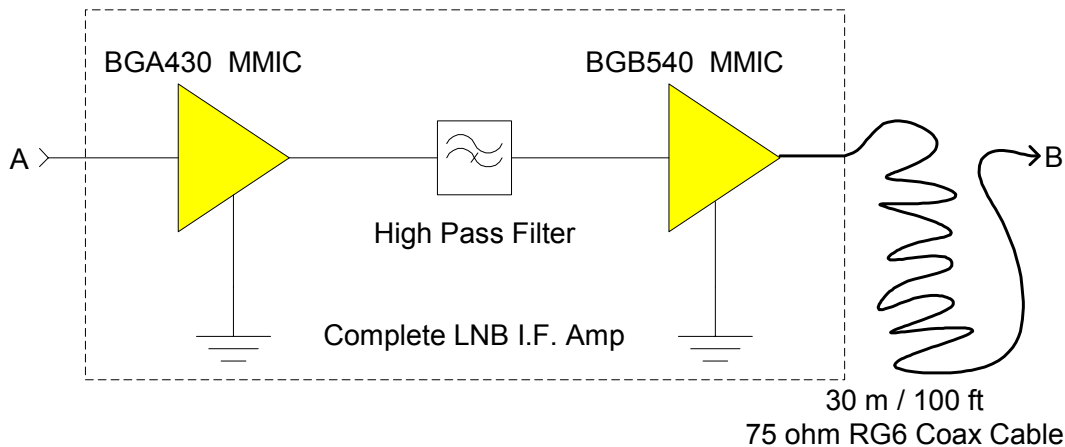 BGA430 MMIC
BGB540 MMIC
A
B
High Pass Filter
Complete LNB I.F. Amp
30 m / 100 ft
75 ohm RG6 Coax Cable